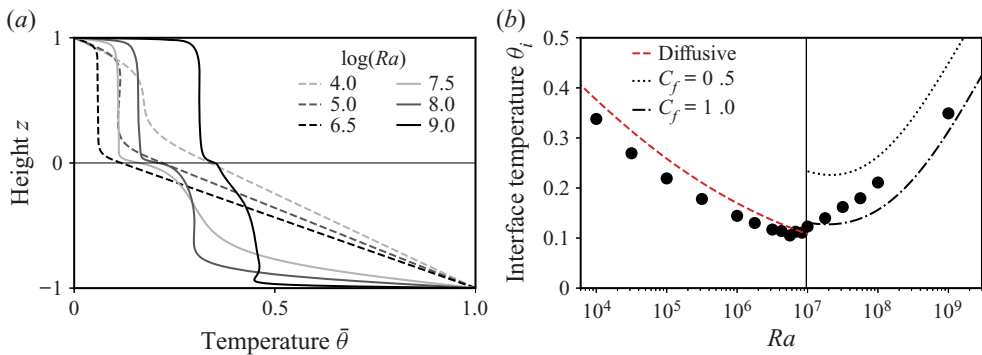 (a)
1
0
−1
Height z
log(Ra)
4.0 7.5
5.0 8.0
6.5 9.0
0 0.5 1.0
Temperature θ̄
(b)
0.5
0.4
0.3
0.2
0.1
0
Interface temperature θᵢ
Diffusive
C_f = 0 .5
C_f = 1 .0
10⁴ 10⁵ 10⁶ 10⁷ 10⁸ 10⁹
Ra